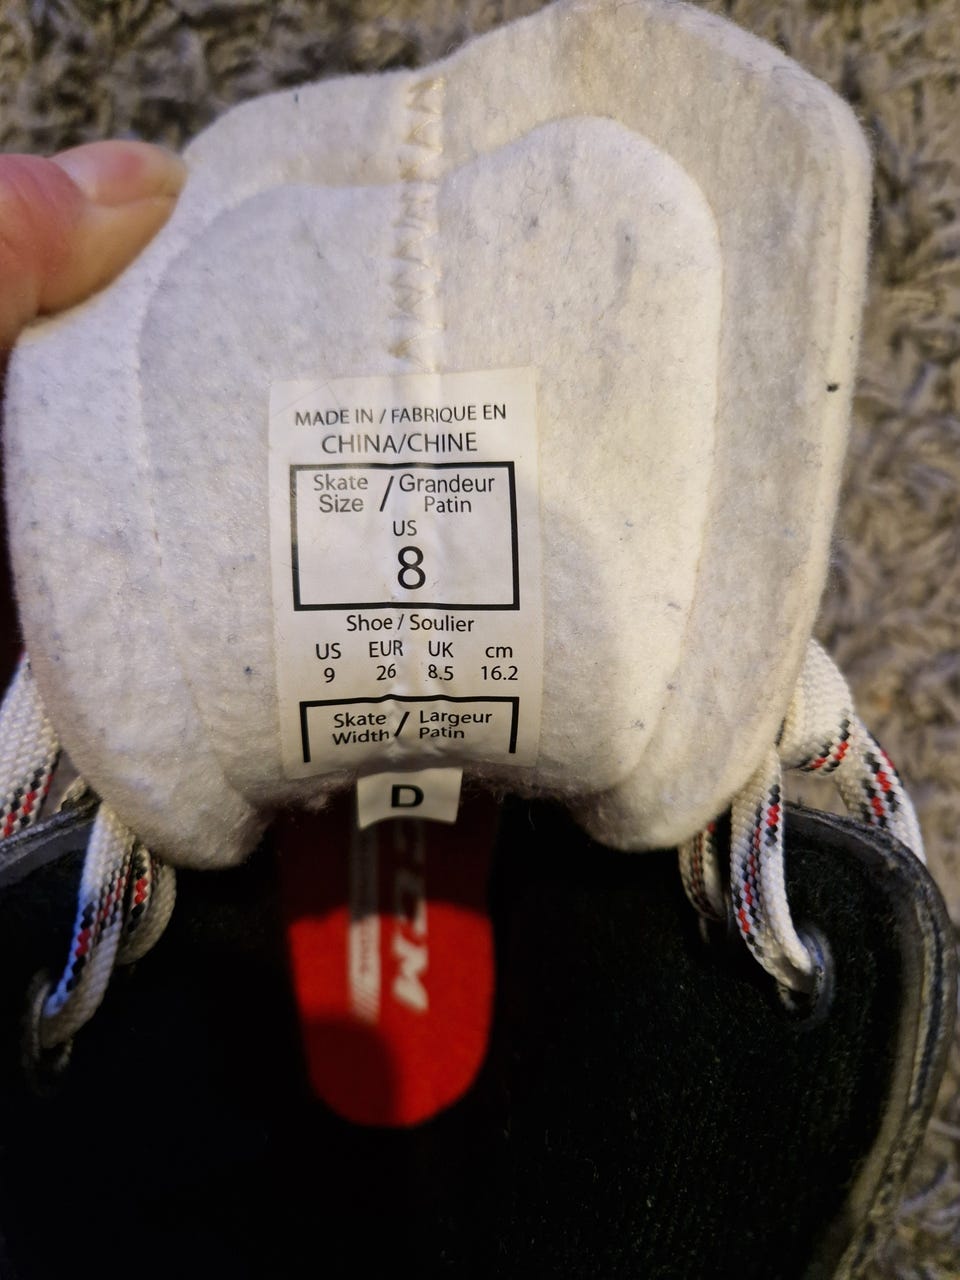 MADE IN / FABRIQUE EN
CHINA/CHINE
Skate Size / Grandeur Patin
US
8
Shoe / Soulier
US EUR UK cm
9 26 8.5 16.2
Skate Width / Largeur Patin
D
CCM